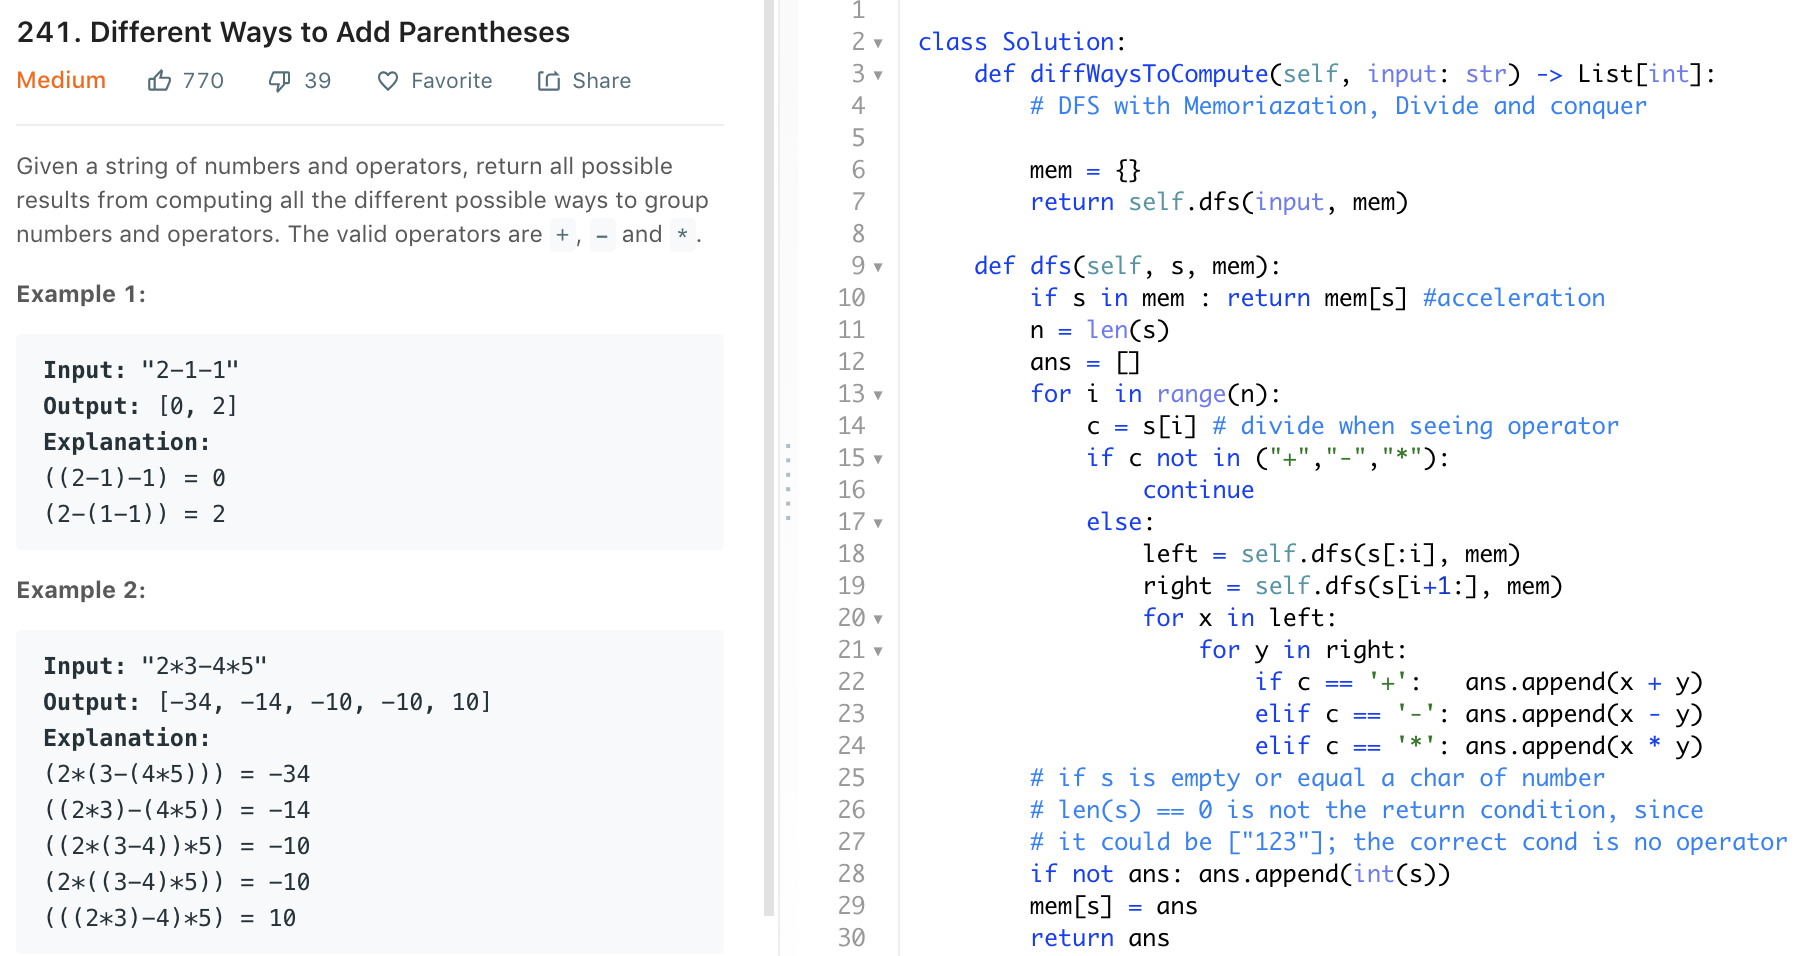 241. Different Ways to Add Parentheses
Medium 770 39 Favorite Share
Given a string of numbers and operators, return all possible
results from computing all the different possible ways to group
numbers and operators. The valid operators are +, - and *.
Example 1:
Input: "2-1-1"
Output: [0, 2]
Explanation:
((2-1)-1) = 0
(2-(1-1)) = 2
Example 2:
Input: "2*3-4*5"
Output: [-34, -14, -10, -10, 10]
Explanation:
(2*(3-(4*5))) = -34
((2*3)-(4*5)) = -14
((2*(3-4))*5) = -10
(2*((3-4)*5)) = -10
(((2*3)-4)*5) = 10
1
2 class Solution:
3     def diffWaysToCompute(self, input: str) -> List[int]:
4         # DFS with Memoriazation, Divide and conquer
5
6         mem = {}
7         return self.dfs(input, mem)
8
9     def dfs(self, s, mem):
10         if s in mem : return mem[s] #acceleration
11         n = len(s)
12         ans = []
13         for i in range(n):
14             c = s[i] # divide when seeing operator
15             if c not in ("+","-","*"):
16                 continue
17             else:
18                 left = self.dfs(s[:i], mem)
19                 right = self.dfs(s[i+1:], mem)
20                 for x in left:
21                     for y in right:
22                         if c == '+':   ans.append(x + y)
23                         elif c == '-': ans.append(x - y)
24                         elif c == '*': ans.append(x * y)
25         # if s is empty or equal a char of number
26         # len(s) == 0 is not the return condition, since
27         # it could be ["123"]; the correct cond is no operator
28         if not ans: ans.append(int(s))
29         mem[s] = ans
30         return ans